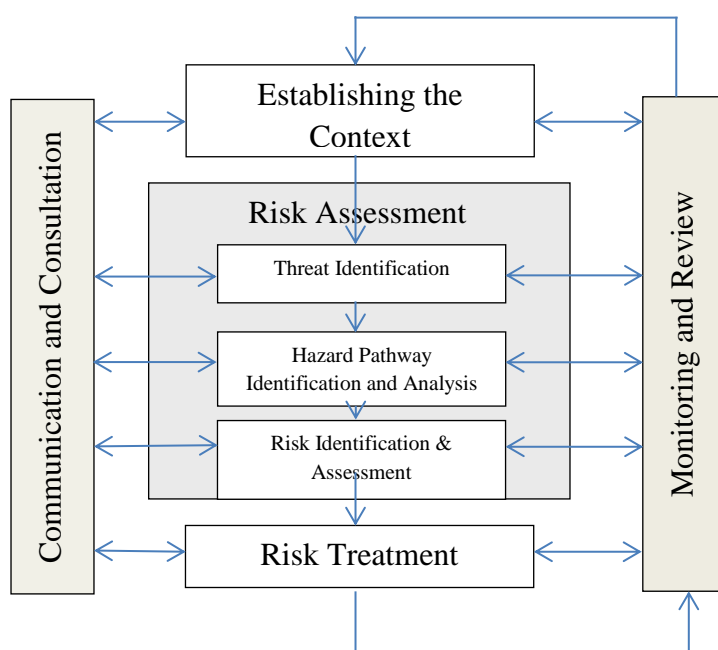 Establishing the
Context
Communication and Consultation
Risk Assessment
Threat Identification
Hazard Pathway
Identification and Analysis
Risk Identification &
Assessment
Risk Treatment
Monitoring and Review